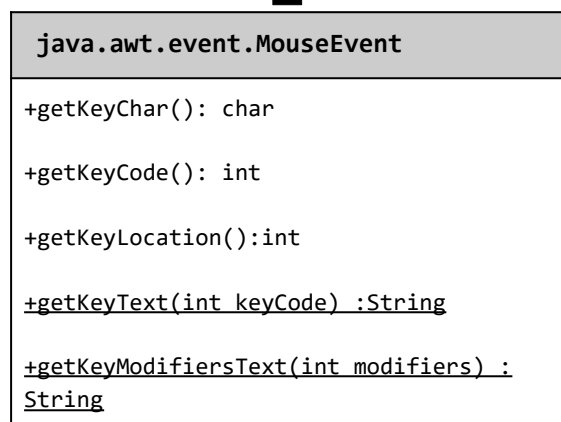 java.awt.event.MouseEvent
+getKeyChar(): char
+getKeyCode(): int
+getKeyLocation():int
+getKeyText(int keyCode) :String
+getKeyModifiersText(int modifiers) :
String